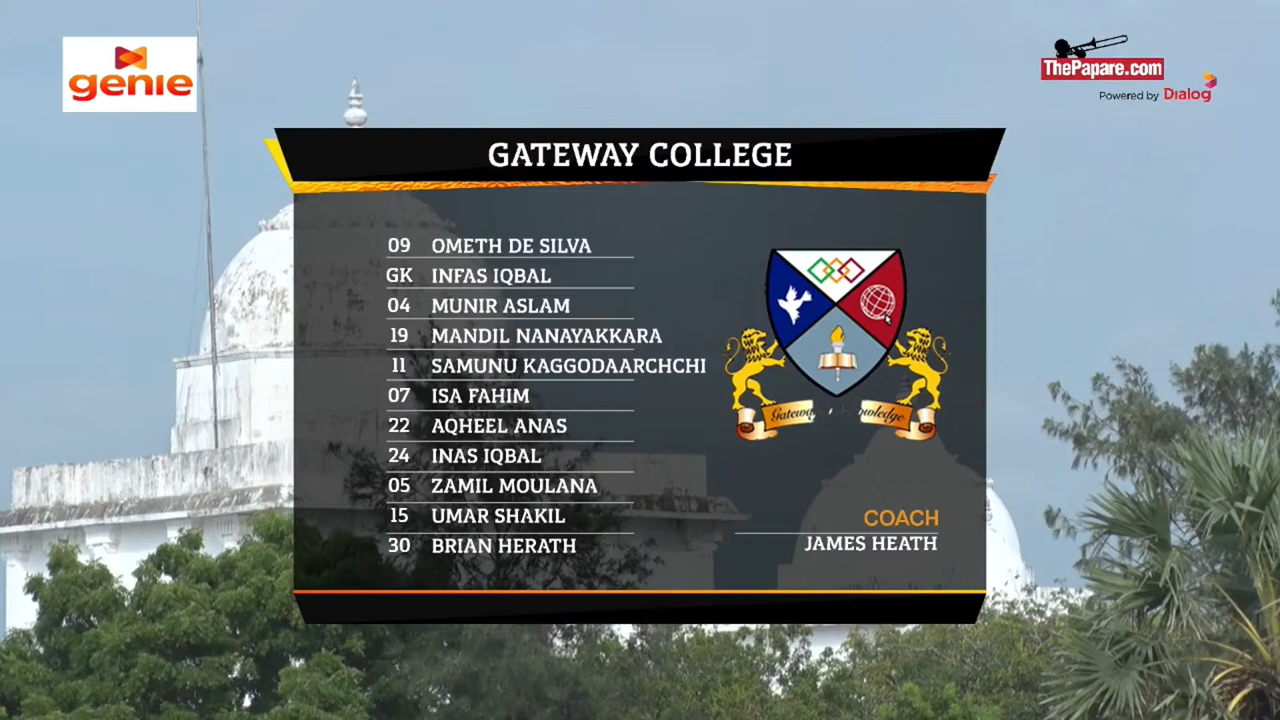 genie
ThePapare.com
Powered by Dialog
GATEWAY COLLEGE
09 OMETH DE SILVA
GK INFAS IQBAL
04 MUNIR ASLAM
19 MANDIL NANAYAKKARA
11 SAMUNU KAGGODAARCHCHI
07 ISA FAHIM
22 AQHEEL ANAS
24 INAS IQBAL
05 ZAMIL MOULANA
15 UMAR SHAKIL
30 BRIAN HERATH
Gateway
COACH
JAMES HEATH